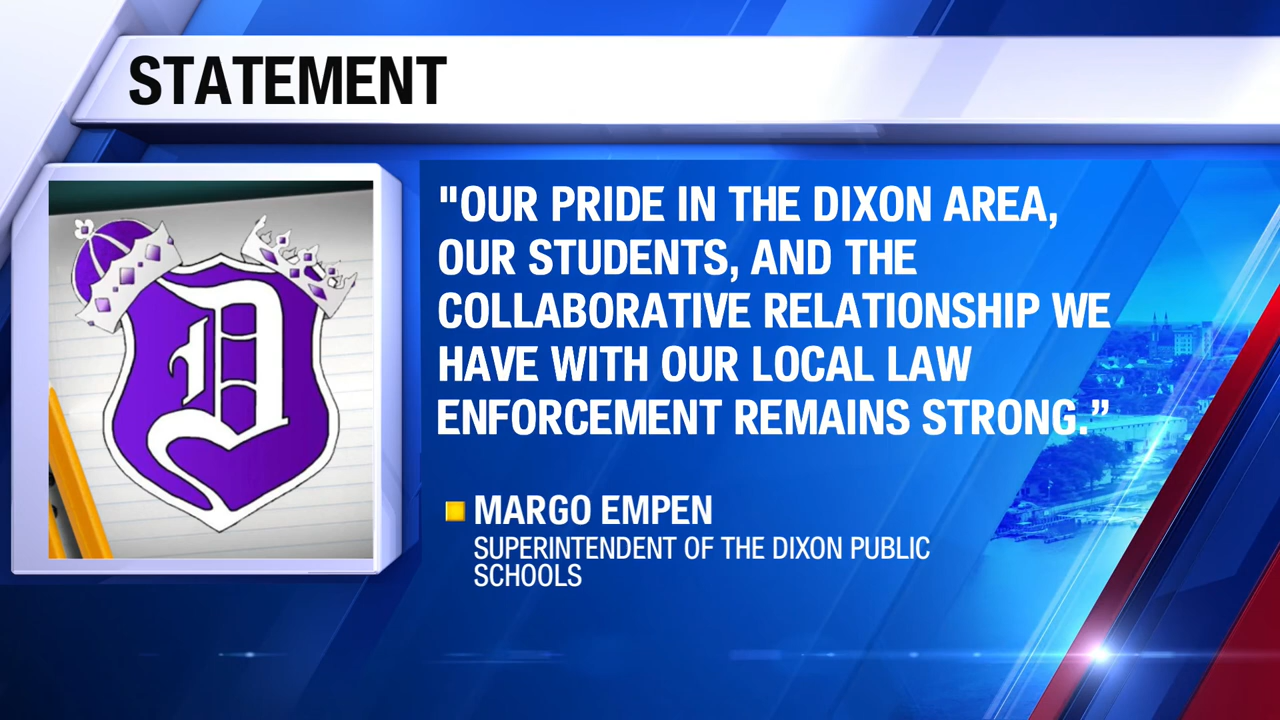 STATEMENT
D
"OUR PRIDE IN THE DIXON AREA,
OUR STUDENTS, AND THE
COLLABORATIVE RELATIONSHIP WE
HAVE WITH OUR LOCAL LAW
ENFORCEMENT REMAINS STRONG.”
MARGO EMPEN
SUPERINTENDENT OF THE DIXON PUBLIC
SCHOOLS